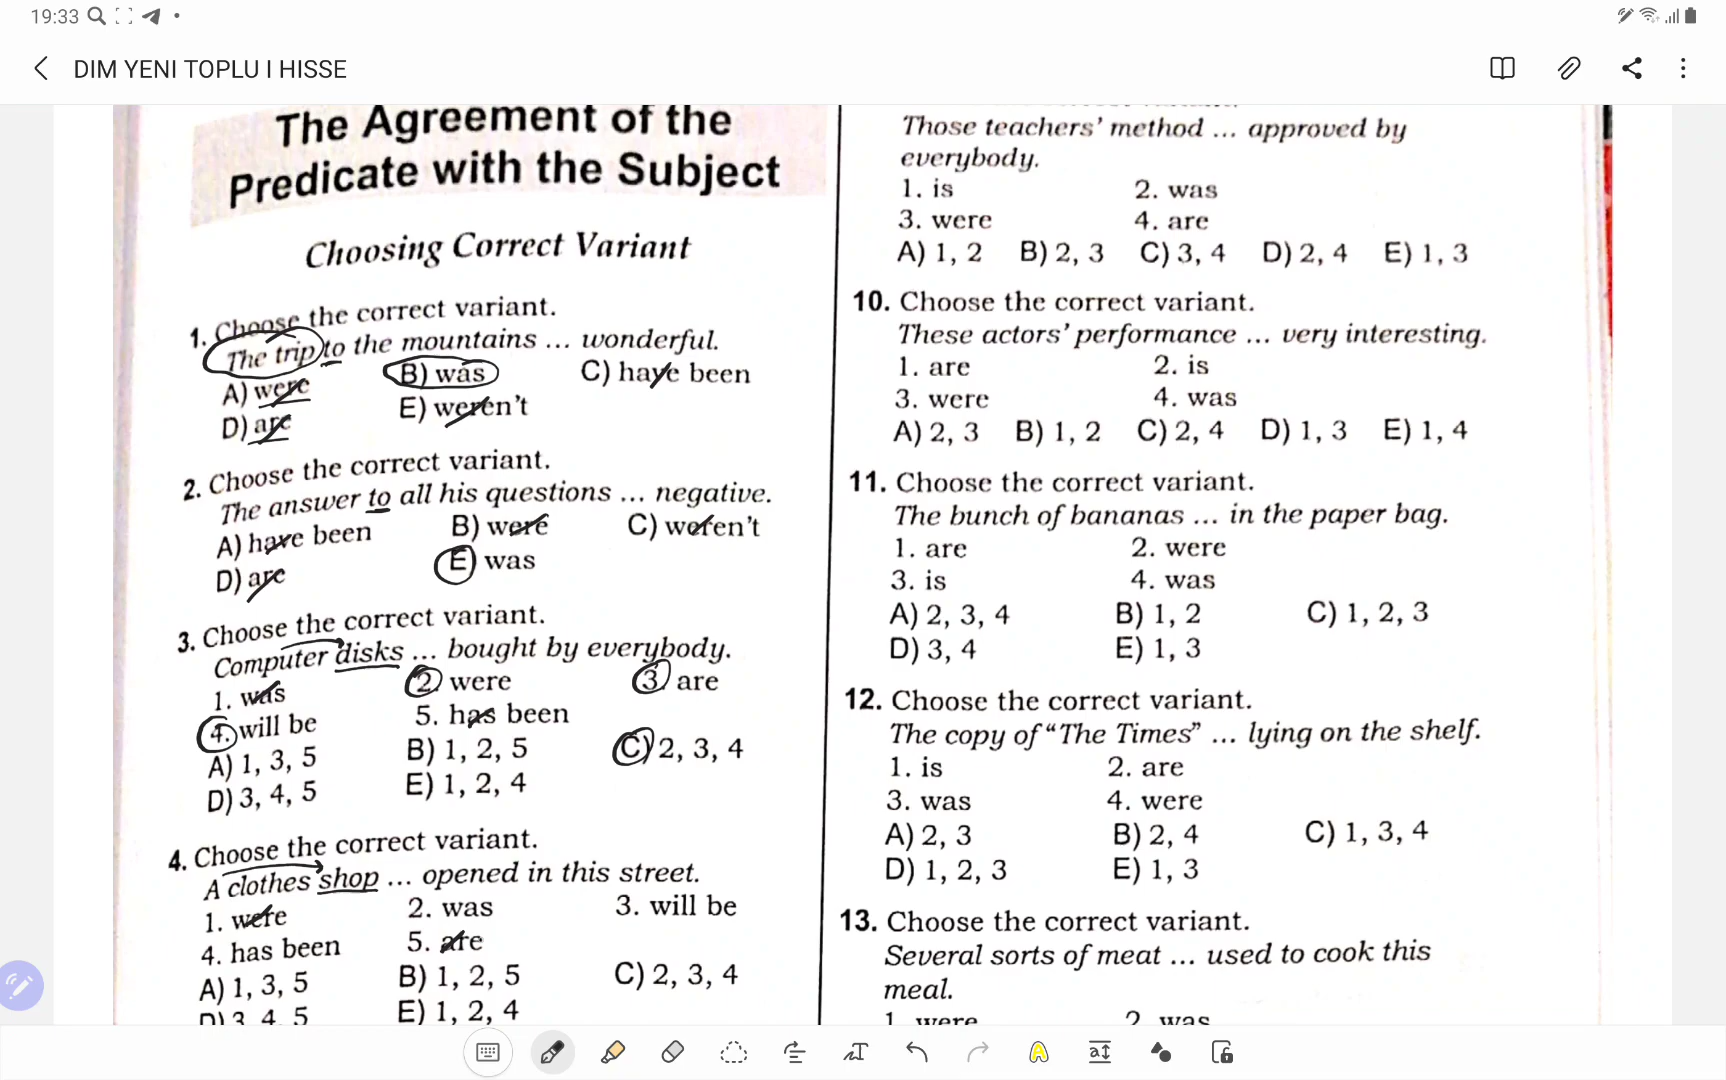 19:33
DIM YENI TOPLU I HISSE
The Agreement of the
Predicate with the Subject
Choosing Correct Variant
1. Choose the correct variant.
The trip to the mountains ... wonderful.
A) were B) was C) have been
D) are E) weren't
2. Choose the correct variant.
The answer to all his questions ... negative.
A) have been B) were C) weren't
D) are E) was
3. Choose the correct variant.
Computer disks ... bought by everybody.
1. was 2. were 3. are
4. will be 5. has been
A) 1, 3, 5 B) 1, 2, 5 C) 2, 3, 4
D) 3, 4, 5 E) 1, 2, 4
4. Choose the correct variant.
A clothes shop ... opened in this street.
1. were 2. was 3. will be
4. has been 5. are
A) 1, 3, 5 B) 1, 2, 5 C) 2, 3, 4
D) 3, 4, 5 E) 1, 2, 4
Those teachers' method ... approved by
everybody.
1. is 2. was
3. were 4. are
A) 1, 2 B) 2, 3 C) 3, 4 D) 2, 4 E) 1, 3
10. Choose the correct variant.
These actors' performance ... very interesting.
1. are 2. is
3. were 4. was
A) 2, 3 B) 1, 2 C) 2, 4 D) 1, 3 E) 1, 4
11. Choose the correct variant.
The bunch of bananas ... in the paper bag.
1. are 2. were
3. is 4. was
A) 2, 3, 4 B) 1, 2 C) 1, 2, 3
D) 3, 4 E) 1, 3
12. Choose the correct variant.
The copy of "The Times" ... lying on the shelf.
1. is 2. are
3. was 4. were
A) 2, 3 B) 2, 4 C) 1, 3, 4
D) 1, 2, 3 E) 1, 3
13. Choose the correct variant.
Several sorts of meat ... used to cook this
meal.
1. were 2. was